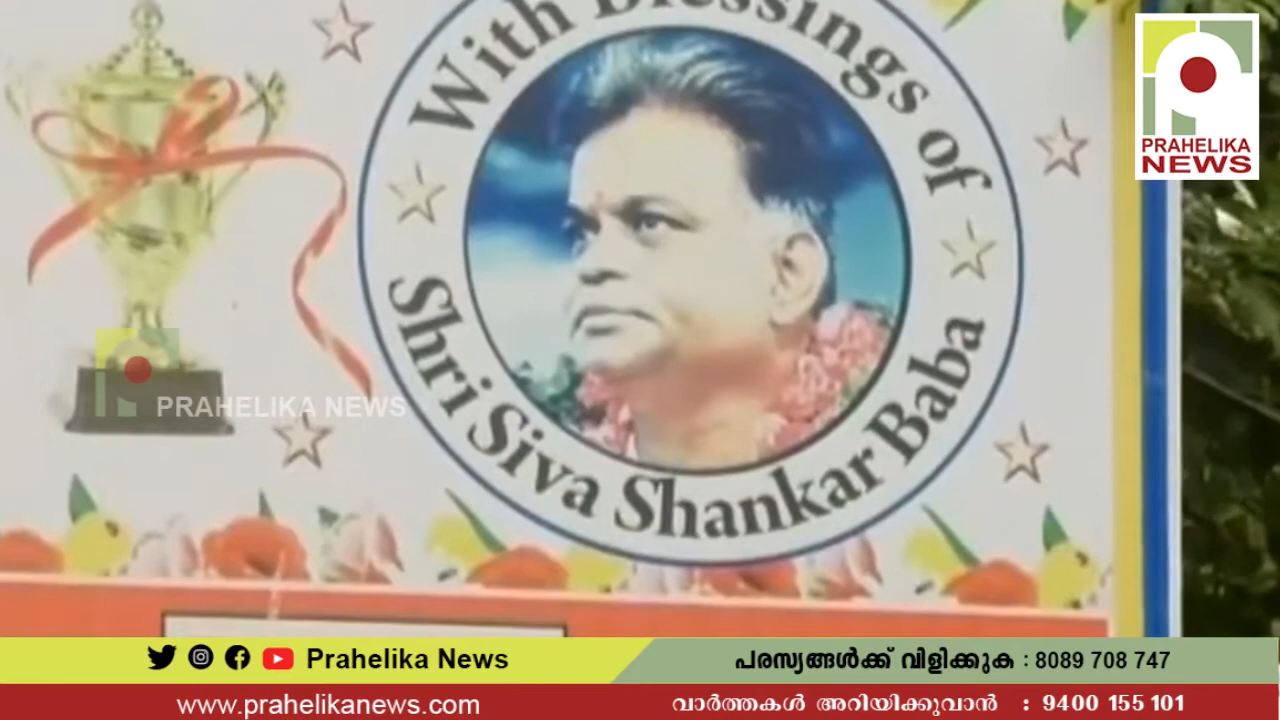 With Blessings of
Shri Siva Shankar Baba
PRAHELIKA
NEWS
PRAHELIKA NEWS
Prahelika News
പരസ്യങ്ങൾക്ക് വിളിക്കുക : 8089 708 747
www.prahelikanews.com
വാർത്തകൾ അറിയിക്കുവാൻ : 9400 155 101